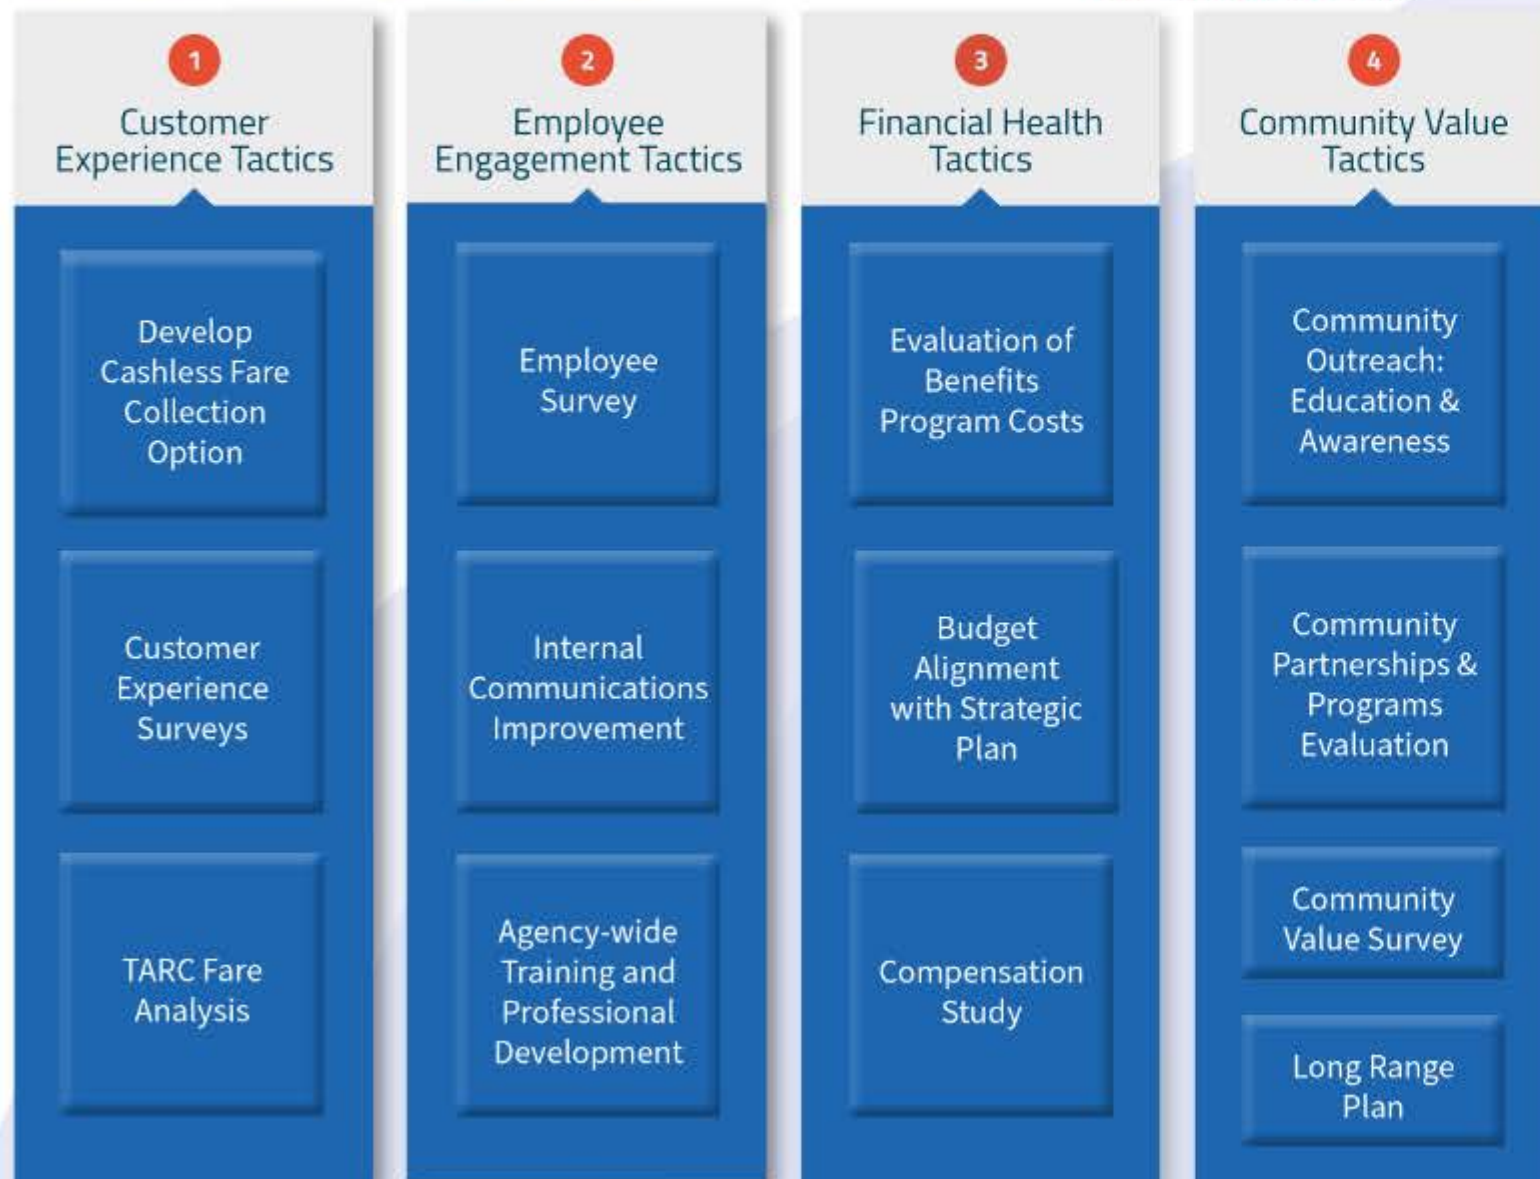 1
Customer
Experience Tactics
Develop
Cashless Fare
Collection
Option
Customer
Experience
Surveys
TARC Fare
Analysis
2
Employee
Engagement Tactics
Employee
Survey
Internal
Communications
Improvement
Agency-wide
Training and
Professional
Development
3
Financial Health
Tactics
Evaluation of
Benefits
Program Costs
Budget
Alignment
with Strategic
Plan
Compensation
Study
4
Community Value
Tactics
Community
Outreach:
Education &
Awareness
Community
Partnerships &
Programs
Evaluation
Community
Value Survey
Long Range
Plan